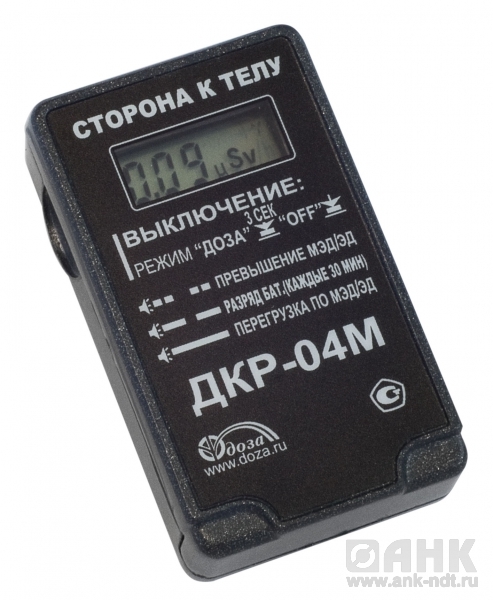 СТОРОНА К ТЕЛУ
0.09 uSv
ВЫКЛЮЧЕНИЕ:
3 СЕК
РЕЖИМ "ДОЗА" "OFF"
ПРЕВЫШЕНИЕ МЭД/ЭД
РАЗРЯД БАТ.(КАЖДЫЕ 30 МИН)
ПЕРЕГРУЗКА ПО МЭД/ЭД
ДКР-04М
доза
www.doza.ru
АНК
www.ank-ndt.ru